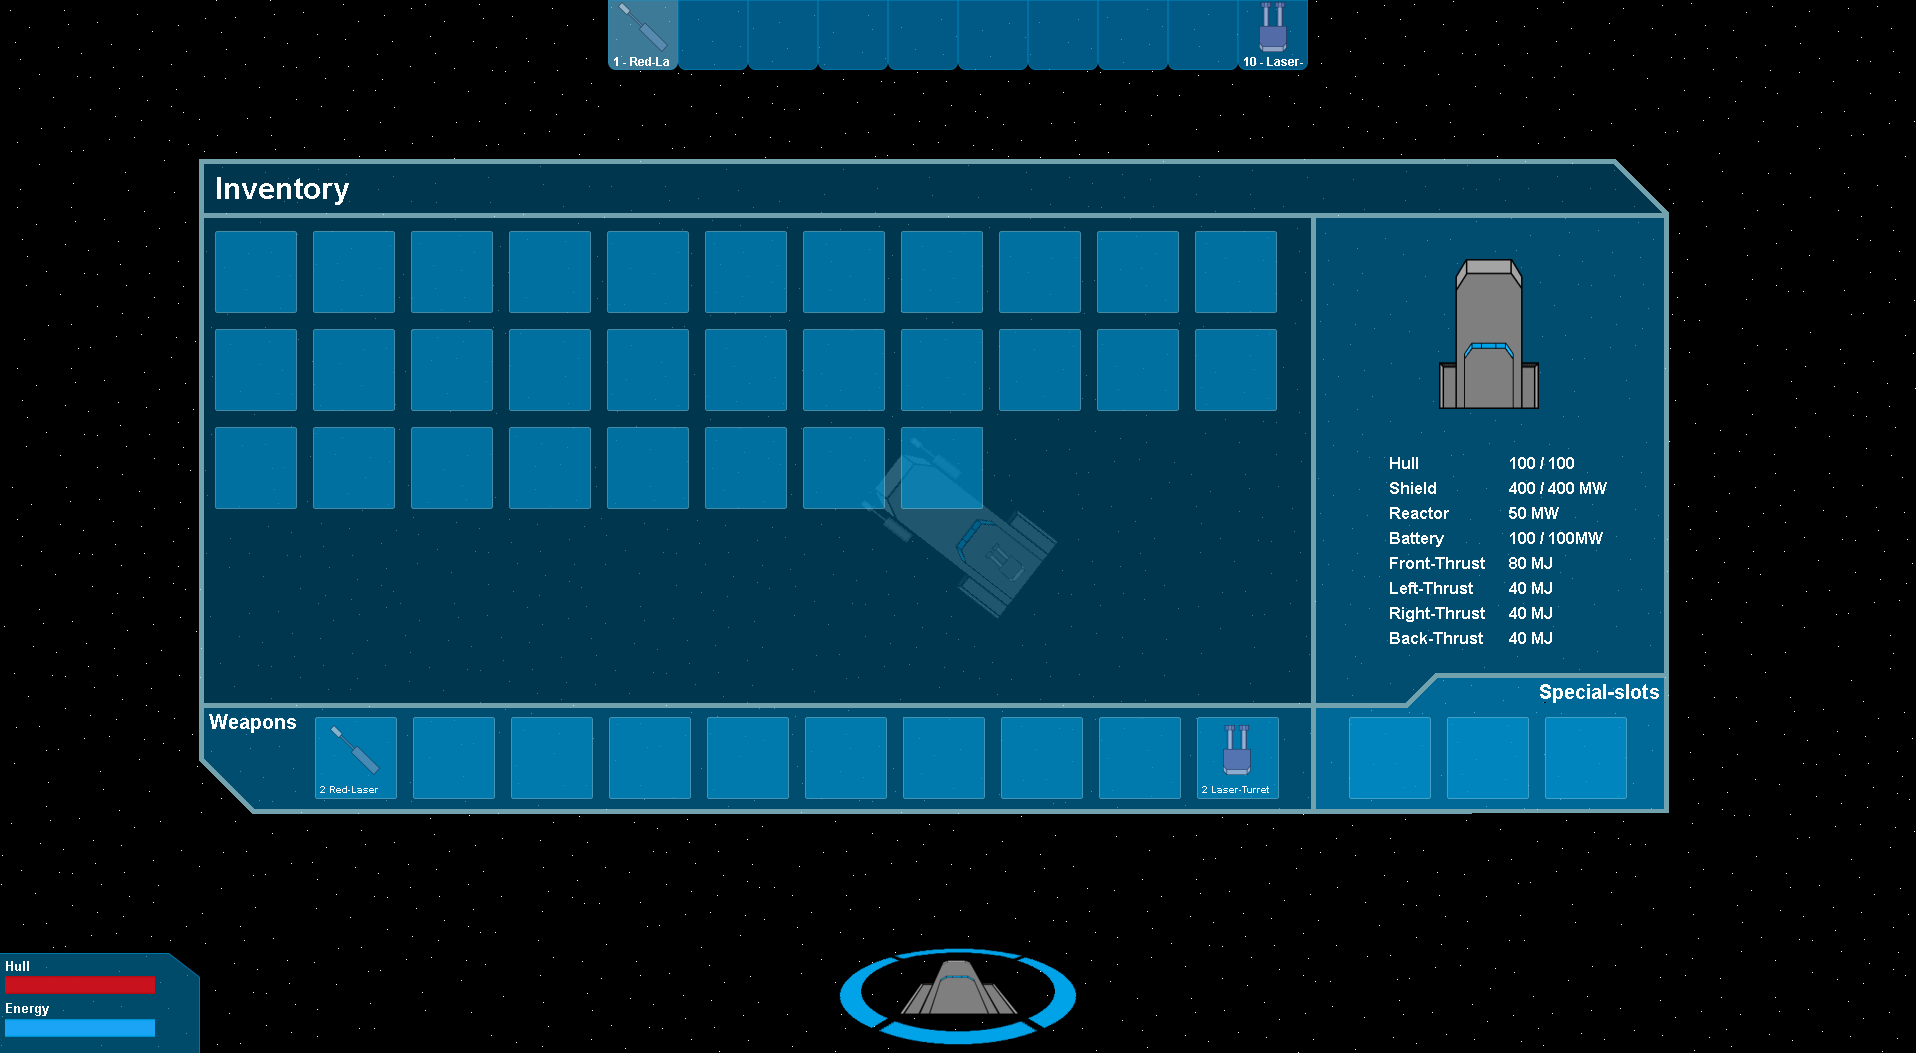 1 - Red-La
10 - Laser-
Inventory
Hull 100 / 100
Shield 400 / 400 MW
Reactor 50 MW
Battery 100 / 100MW
Front-Thrust 80 MJ
Left-Thrust 40 MJ
Right-Thrust 40 MJ
Back-Thrust 40 MJ
Special-slots
Weapons
2 Red-Laser
2 Laser-Turret
Hull
Energy